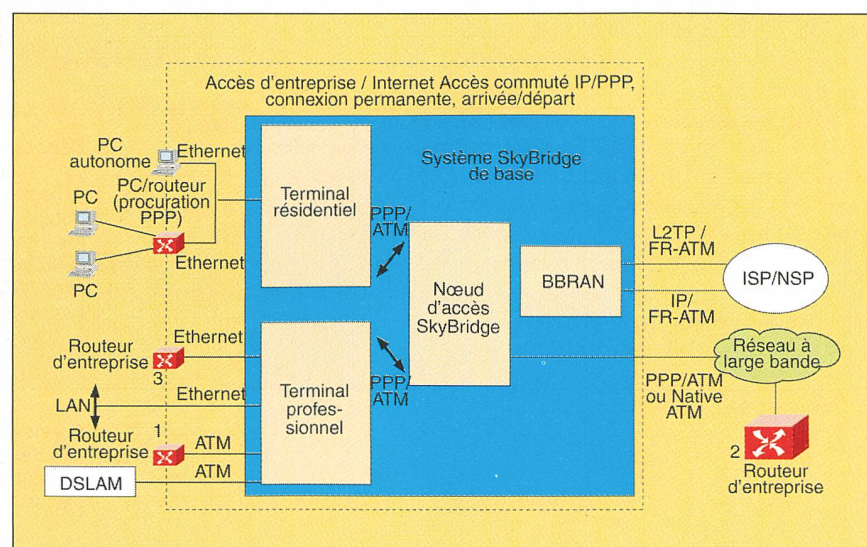 Accès d'entreprise / Internet Accès commuté IP/PPP,
connexion permanente, arrivée/départ
PC
autonome
Ethernet
PC/routeur
(procuration
PPP)
PC
PC
Ethernet
Terminal
résidentiel
Système SkyBridge
de base
PPP/
ATM
Nœud
d'accès
SkyBridge
BBRAN
L2TP /
FR-ATM
IP/
FR-ATM
ISP/NSP
Réseau à
large bande
PPP/ATM
ou Native
ATM
2
Routeur
d'entreprise
Routeur
d'entreprise
3
Ethernet
Ethernet
LAN
Routeur
d'entreprise
1
ATM
ATM
DSLAM
Terminal
profes-
sionnel
PPP/
ATM